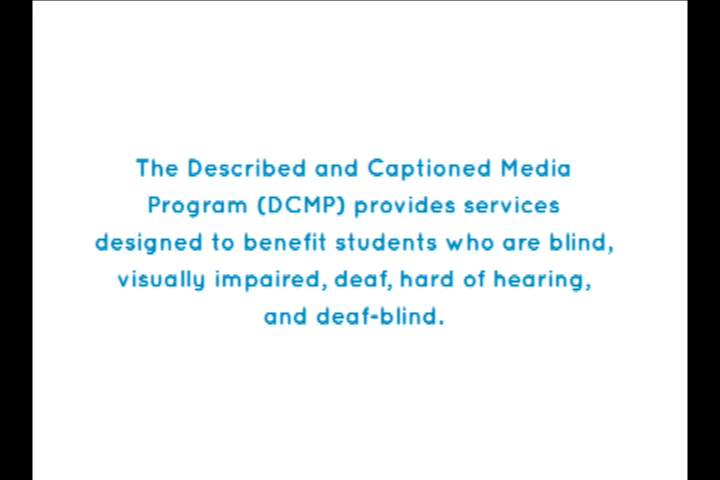 The Described and Captioned Media
Program (DCMP) provides services
designed to benefit students who are blind,
visually impaired, deaf, hard of hearing,
and deaf-blind.